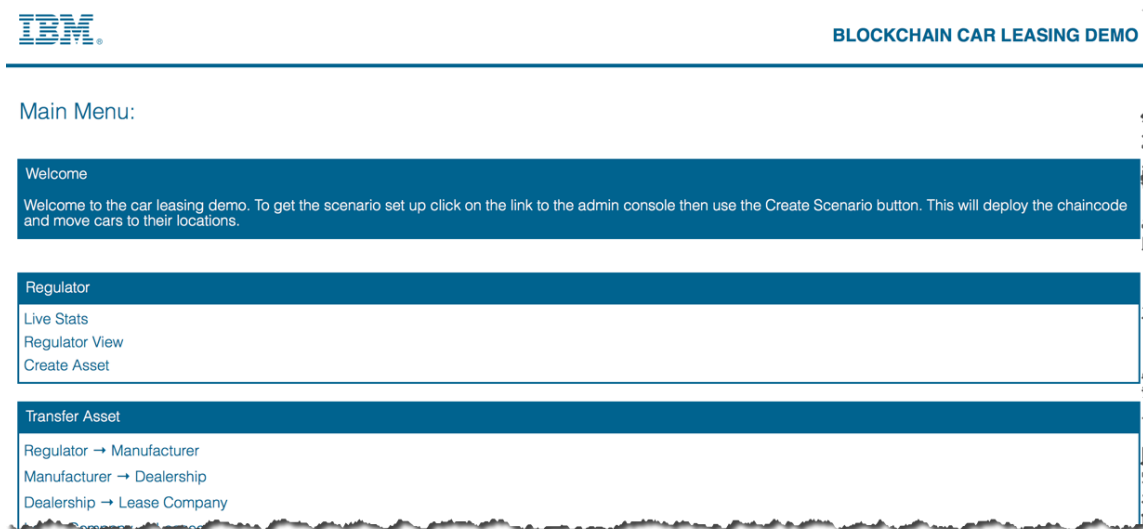 IBM®
BLOCKCHAIN CAR LEASING DEMO
Main Menu:
Welcome
Welcome to the car leasing demo. To get the scenario set up click on the link to the admin console then use the Create Scenario button. This will deploy the chaincode
and move cars to their locations.
Regulator
Live Stats
Regulator View
Create Asset
Transfer Asset
Regulator → Manufacturer
Manufacturer → Dealership
Dealership → Lease Company